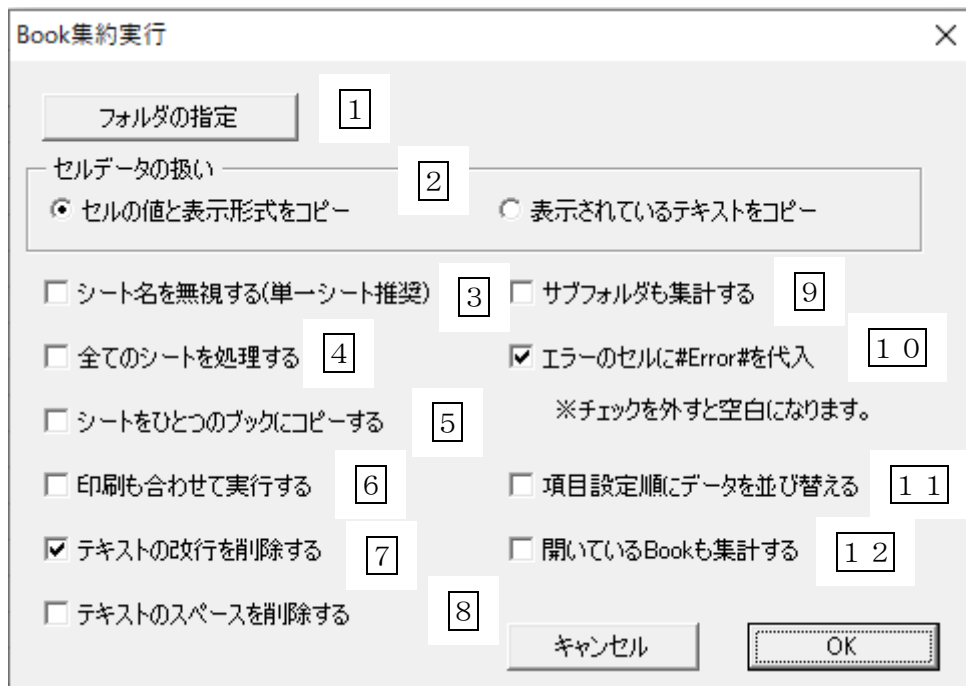 Book集約実行
フォルダの指定 1
セルデータの扱い 2
セルの値と表示形式をコピー 表示されているテキストをコピー
シート名を無視する(単一シート推奨) 3 サブフォルダも集計する 9
全てのシートを処理する 4 エラーのセルに#Error#を代入 10
シートをひとつのブックにコピーする 5 ※チェックを外すと空白になります。
印刷も合わせて実行する 6 項目設定順にデータを並び替える 11
テキストの改行を削除する 7 開いているBookも集計する 12
テキストのスペースを削除する 8
キャンセル OK